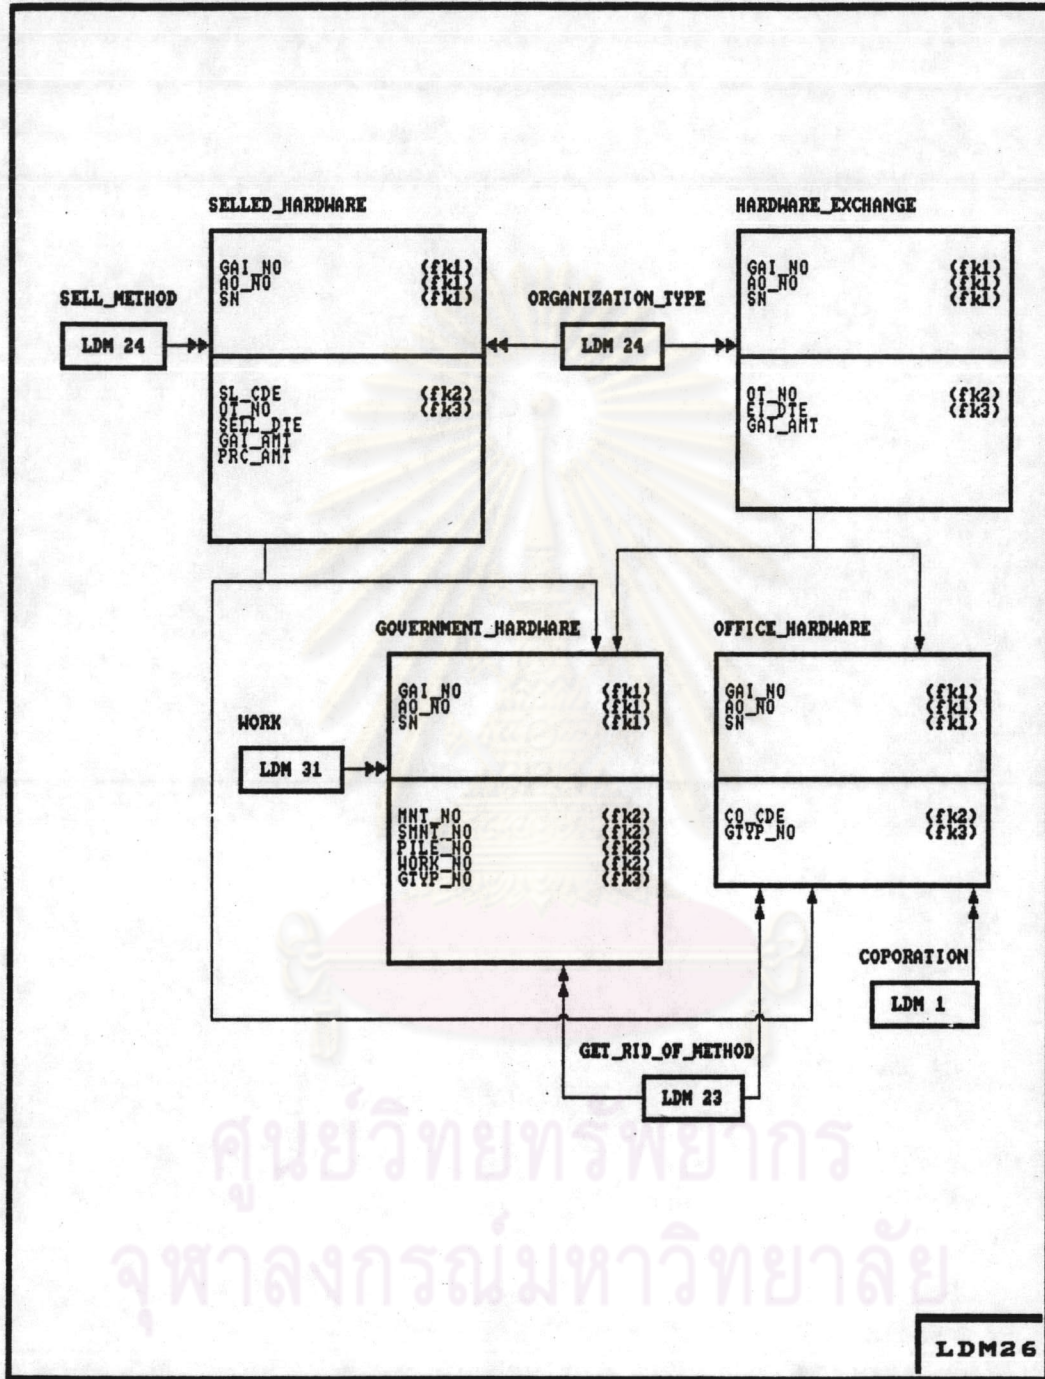 SELLED_HARDWARE
GAI_NO (fk1)
AO_NO (fk1)
SN (fk1)
SL_CDE (fk2)
OT_NO (fk3)
SELL_DTE
GAI_AMT
PRC_AMT
HARDWARE_EXCHANGE
GAI_NO (fk1)
AO_NO (fk1)
SN (fk1)
OT_NO (fk2)
EI_DTE (fk3)
GAI_AMT
SELL_METHOD
LDM 24
ORGANIZATION_TYPE
LDM 24
GOVERNMENT_HARDWARE
GAI_NO (fk1)
AO_NO (fk1)
SN (fk1)
MNT_NO (fk2)
SMNT_NO (fk2)
PILE_NO (fk2)
WORK_NO (fk2)
GTYP_NO (fk3)
OFFICE_HARDWARE
GAI_NO (fk1)
AO_NO (fk1)
SN (fk1)
CO_CDE (fk2)
GTYP_NO (fk3)
WORK
LDM 31
COPORATION
LDM 1
GET_RID_OF_METHOD
LDM 23
ศูนย์วิทยทรัพยากร
จุฬาลงกรณ์มหาวิทยาลัย
LDM26